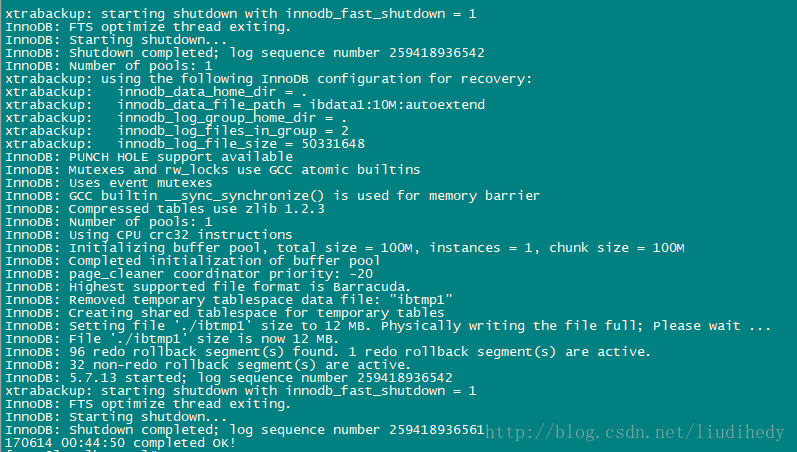 xtrabackup: starting shutdown with innodb_fast_shutdown = 1
InnoDB: FTS optimize thread exiting.
InnoDB: Starting shutdown...
InnoDB: Shutdown completed; log sequence number 259418936542
InnoDB: Number of pools: 1
xtrabackup: using the following InnoDB configuration for recovery:
xtrabackup:   innodb_data_home_dir = .
xtrabackup:   innodb_data_file_path = ibdata1:10M:autoextend
xtrabackup:   innodb_log_group_home_dir = .
xtrabackup:   innodb_log_files_in_group = 2
xtrabackup:   innodb_log_file_size = 50331648
InnoDB: PUNCH HOLE support available
InnoDB: Mutexes and rw_locks use GCC atomic builtins
InnoDB: Uses event mutexes
InnoDB: GCC builtin __sync_synchronize() is used for memory barrier
InnoDB: Compressed tables use zlib 1.2.3
InnoDB: Number of pools: 1
InnoDB: Using CPU crc32 instructions
InnoDB: Initializing buffer pool, total size = 100M, instances = 1, chunk size = 100M
InnoDB: Completed initialization of buffer pool
InnoDB: page_cleaner coordinator priority: -20
InnoDB: Highest supported file format is Barracuda.
InnoDB: Removed temporary tablespace data file: "ibtmp1"
InnoDB: Creating shared tablespace for temporary tables
InnoDB: Setting file './ibtmp1' size to 12 MB. Physically writing the file full; Please wait ...
InnoDB: File './ibtmp1' size is now 12 MB.
InnoDB: 96 redo rollback segment(s) found. 1 redo rollback segment(s) are active.
InnoDB: 32 non-redo rollback segment(s) are active.
InnoDB: 5.7.13 started; log sequence number 259418936542
xtrabackup: starting shutdown with innodb_fast_shutdown = 1
InnoDB: FTS optimize thread exiting.
InnoDB: Starting shutdown...
InnoDB: Shutdown completed; log sequence number 259418936561
http://blog.csdn.net/liudihedy
170614 00:44:50 completed OK!